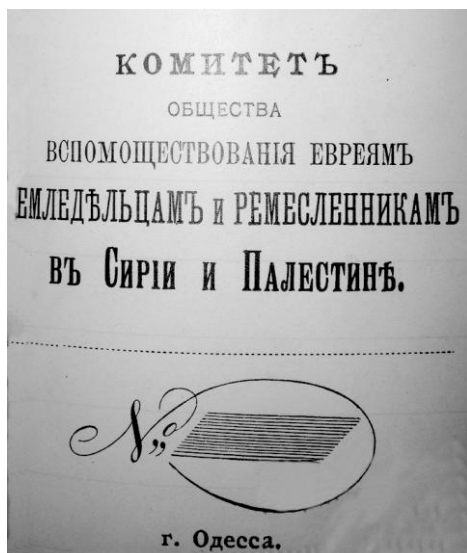 КОМИТЕТЪ
ОБЩЕСТВА
ВСПОМОЩЕСТВОВАНІЯ ЕВРЕЯМЪ
ЕМЛЕДѢЛЬЦАМЪ и РЕМЕСЛЕННИКАМЪ
ВЪ СИРІИ и ПАЛЕСТИНѢ.
№
г. Одесса.